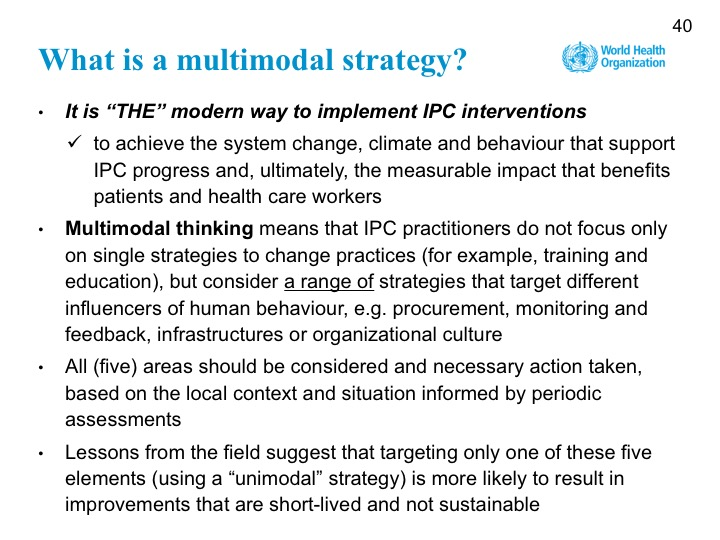 40
What is a multimodal strategy?
World Health
Organization
• It is “THE” modern way to implement IPC interventions
✓ to achieve the system change, climate and behaviour that support
IPC progress and, ultimately, the measurable impact that benefits
patients and health care workers
• Multimodal thinking means that IPC practitioners do not focus only
on single strategies to change practices (for example, training and
education), but consider a range of strategies that target different
influencers of human behaviour, e.g. procurement, monitoring and
feedback, infrastructures or organizational culture
• All (five) areas should be considered and necessary action taken,
based on the local context and situation informed by periodic
assessments
• Lessons from the field suggest that targeting only one of these five
elements (using a “unimodal” strategy) is more likely to result in
improvements that are short-lived and not sustainable